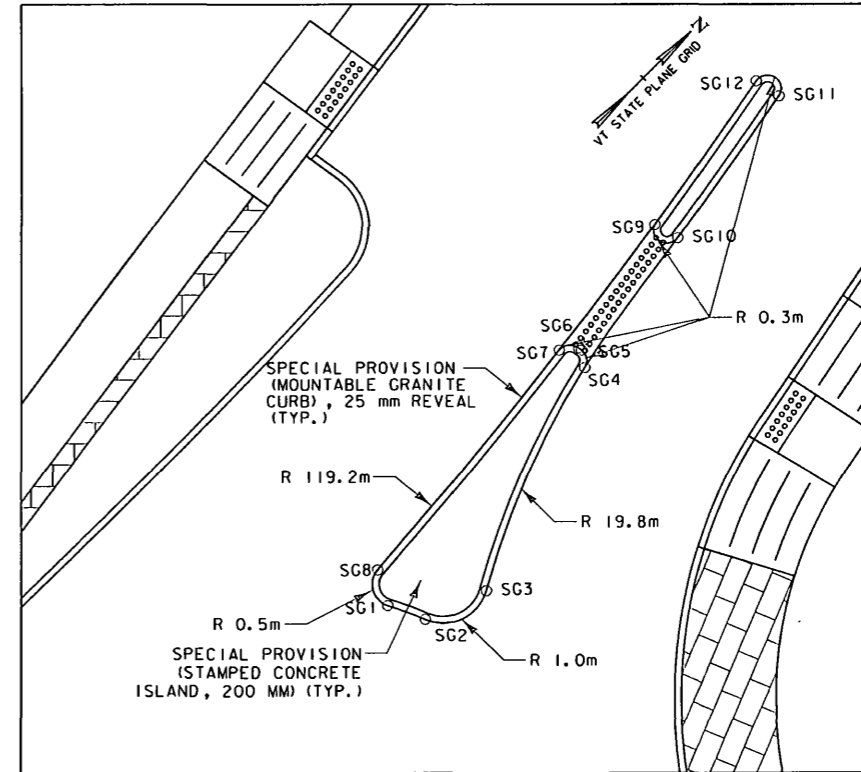 N
VT STATE PLANE GRID
SG12
SG11
SG9
SG10
R 0.3m
SG6
SG7
SG5
SG4
SPECIAL PROVISION
(MOUNTABLE GRANITE
CURB), 25 mm REVEAL
(TYP.)
R 119.2m
R 19.8m
SG8
SG3
SG1
R 0.5m
SG2
R 1.0m
SPECIAL PROVISION
(STAMPED CONCRETE
ISLAND, 200 MM) (TYP.)